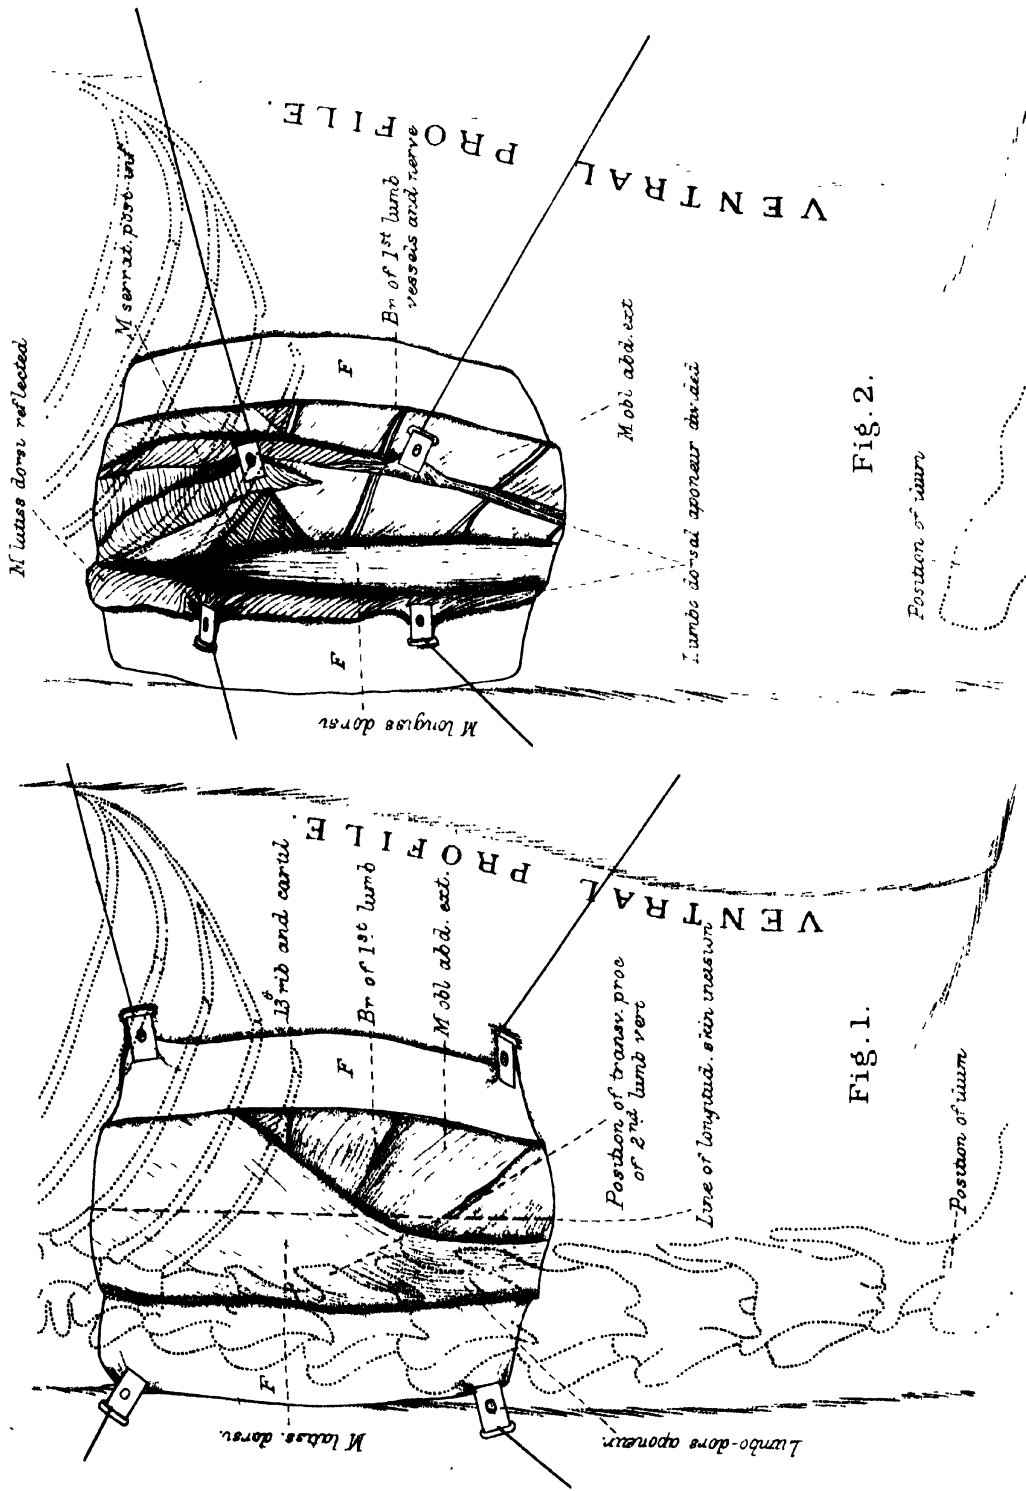 VENTRAL PROFILE.
M latiss dorsi reflected
M serrat. post. inf
Br of 1st lumb
vessels and nerve
F
M obl abd. ext
Lumbo dorsal aponeur divided
Position of ilium
F
M longiss dorsi
Fig. 2.
VENTRAL PROFILE.
13th rib and cartil
Br of 1st lumb
M obl abd. ext.
F
Position of transv. proc
of 2nd lumb vert
Line of longitud. skin incision
Position of ilium
F
M latiss. dorsi.
Lumbo-dors aponeur.
Fig. 1.